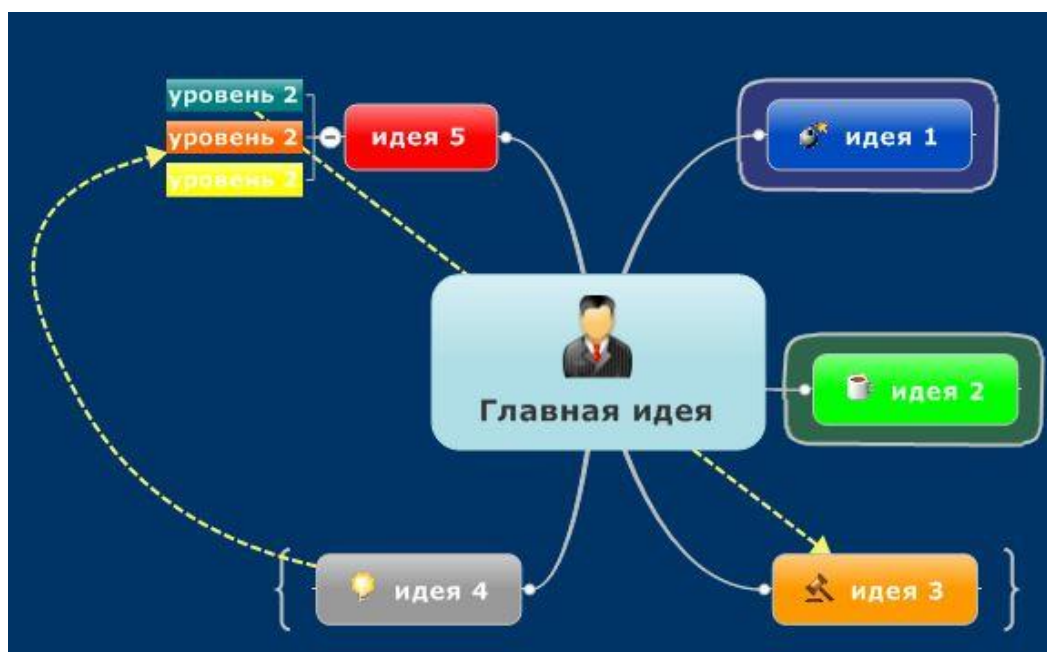 уровень 2
уровень 2
уровень 2
идея 5
идея 1
Главная идея
идея 2
идея 4
идея 3